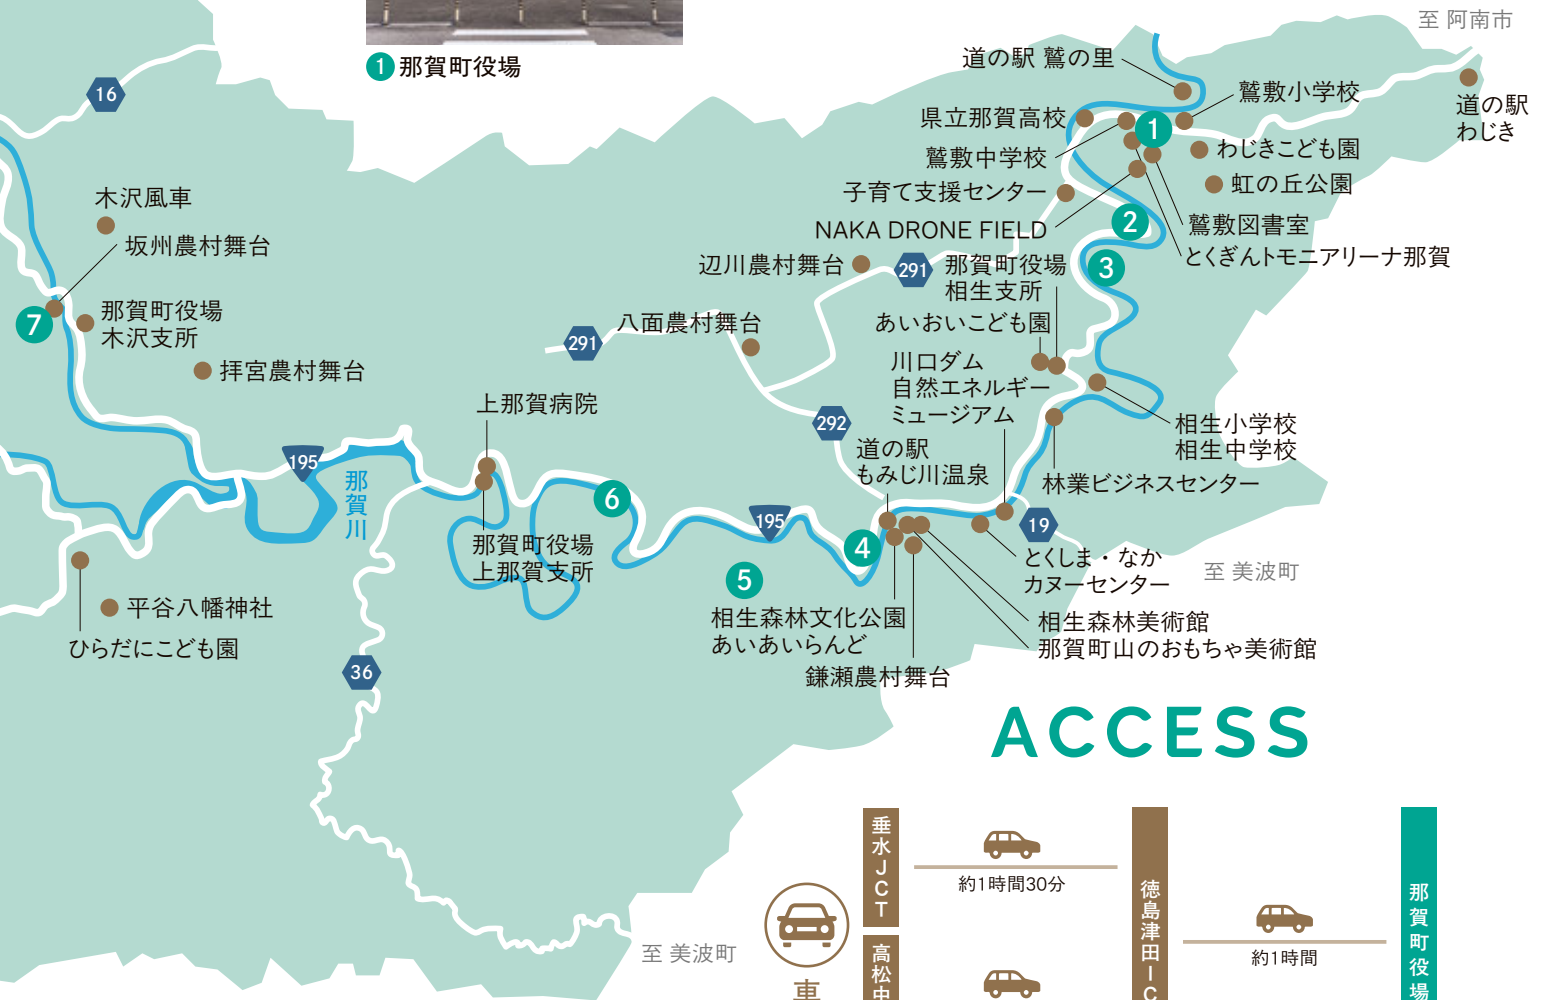 1 那賀町役場
至 阿南市
道の駅 鷲の里
鷲敷小学校
道の駅
わじき
県立那賀高校
1
鷲敷中学校
わじきこども園
子育て支援センター
虹の丘公園
NAKA DRONE FIELD
2
鷲敷図書室
とくぎんトモニアリーナ那賀
3
16
木沢風車
坂州農村舞台
7
那賀町役場
木沢支所
拝宮農村舞台
辺川農村舞台
291
那賀町役場
相生支所
あいおいこども園
291
八面農村舞台
川口ダム
自然エネルギー
ミュージアム
292
相生小学校
相生中学校
上那賀病院
道の駅
もみじ川温泉
林業ビジネスセンター
195
那賀川
6
195
4
19
那賀町役場
上那賀支所
5
とくしま・なか
カヌーセンター
至 美波町
相生森林文化公園
あいあいらんど
相生森林美術館
那賀町山のおもちゃ美術館
鎌瀬農村舞台
平谷八幡神社
ひらだにこども園
36
至 美波町
ACCESS
車
垂水JCT
約1時間30分
高松中
徳島津田IC
約1時間
那賀町役場